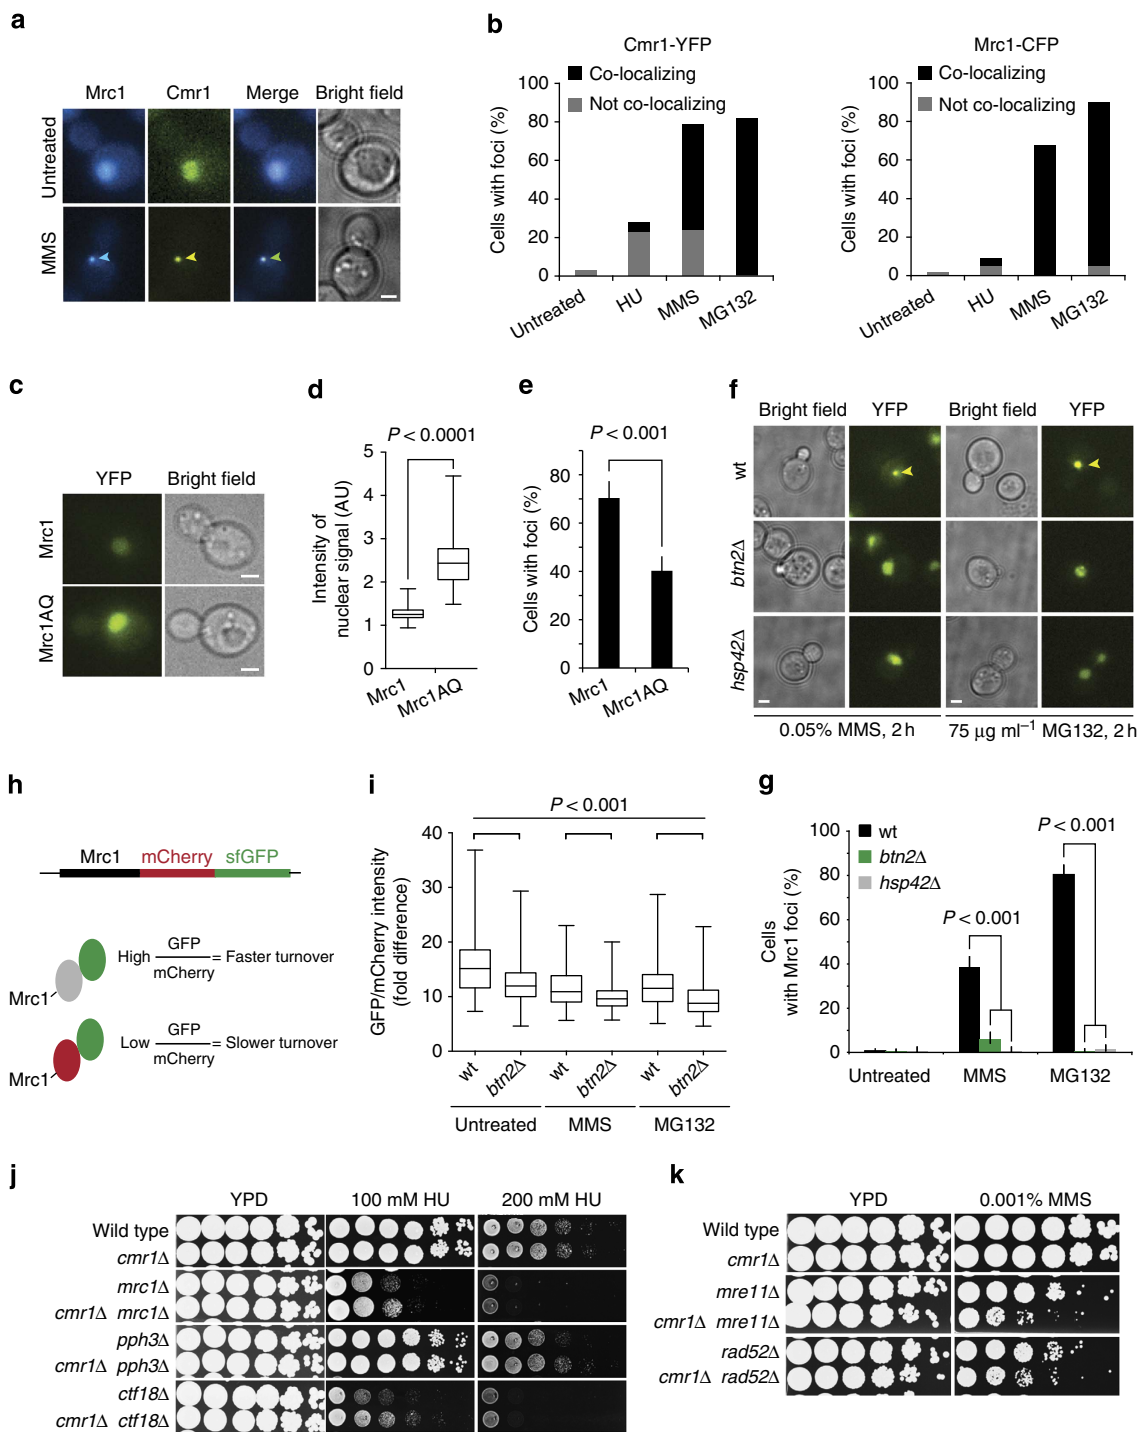 a
Mrc1 Cmr1 Merge Bright field
Untreated
MMS
b
Cmr1-YFP
Co-localizing
Not co-localizing
Cells with foci (%)
100
80
60
40
20
0
Untreated HU MMS MG132
Mrc1-CFP
Co-localizing
Not co-localizing
Cells with foci (%)
100
80
60
40
20
0
Untreated HU MMS MG132
c
YFP Bright field
Mrc1
Mrc1AQ
d
P < 0.0001
Intensity of
nuclear signal (AU)
5
4
3
2
1
0
Mrc1 Mrc1AQ
e
P < 0.001
Cells with foci (%)
80
60
40
20
0
Mrc1 Mrc1AQ
f
Bright field YFP Bright field YFP
wt
btn2Δ
hsp42Δ
0.05% MMS, 2 h 75 μg ml⁻¹ MG132, 2 h
h
Mrc1 mCherry sfGFP
High GFP/mCherry = Faster turnover
Mrc1
Low GFP/mCherry = Slower turnover
Mrc1
i
P < 0.001
GFP/mCherry intensity
(fold difference)
40
30
20
10
0
wt btn2Δ wt btn2Δ wt btn2Δ
Untreated MMS MG132
g
wt
btn2Δ
hsp42Δ
P < 0.001
P < 0.001
Cells
with Mrc1 foci (%)
100
80
60
40
20
0
Untreated MMS MG132
j
YPD 100 mM HU 200 mM HU
Wild type
cmr1Δ
mrc1Δ
cmr1Δ mrc1Δ
pph3Δ
cmr1Δ pph3Δ
ctf18Δ
cmr1Δ ctf18Δ
k
YPD 0.001% MMS
Wild type
cmr1Δ
mre11Δ
cmr1Δ mre11Δ
rad52Δ
cmr1Δ rad52Δ